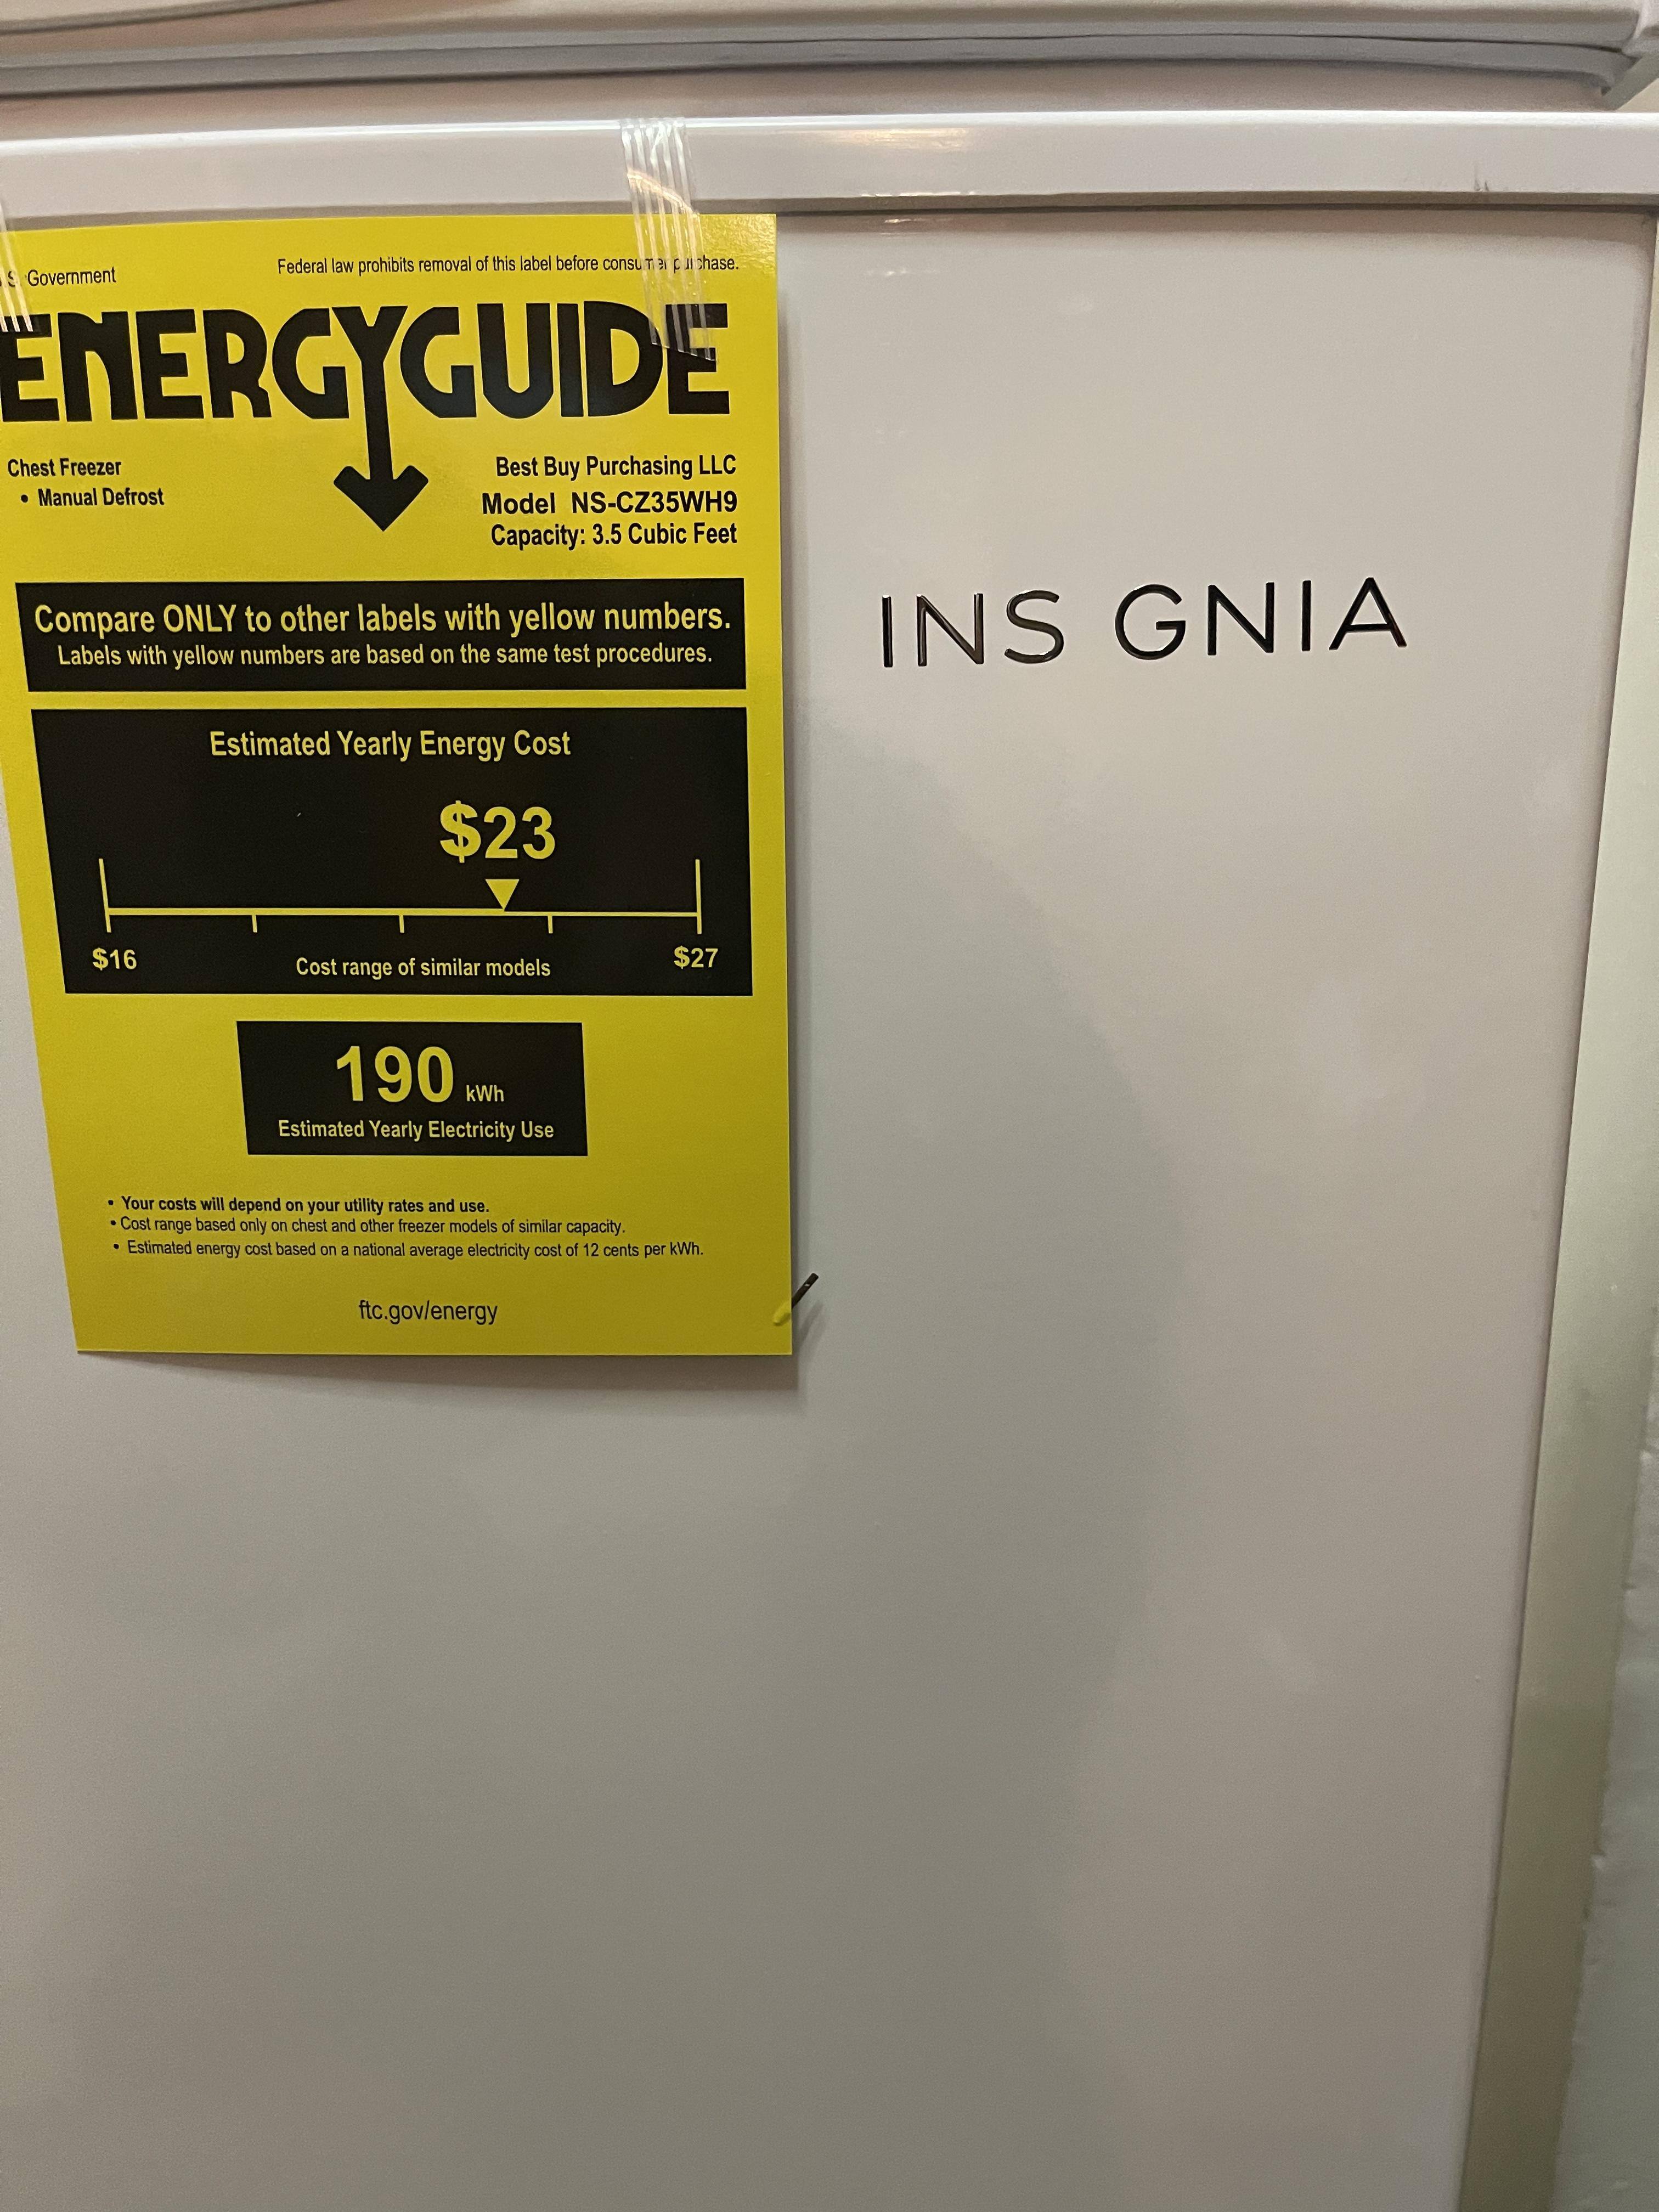 S. Government
Federal law prohibits removal of this label before consumer purchase.
ENERGYGUIDE
Chest Freezer
• Manual Defrost
Best Buy Purchasing LLC
Model NS-CZ35WH9
Capacity: 3.5 Cubic Feet
Compare ONLY to other labels with yellow numbers.
Labels with yellow numbers are based on the same test procedures.
Estimated Yearly Energy Cost
$23
$16
Cost range of similar models
$27
190 kWh
Estimated Yearly Electricity Use
• Your costs will depend on your utility rates and use.
• Cost range based only on chest and other freezer models of similar capacity.
• Estimated energy cost based on a national average electricity cost of 12 cents per kWh.
ftc.gov/energy
INS GNIA